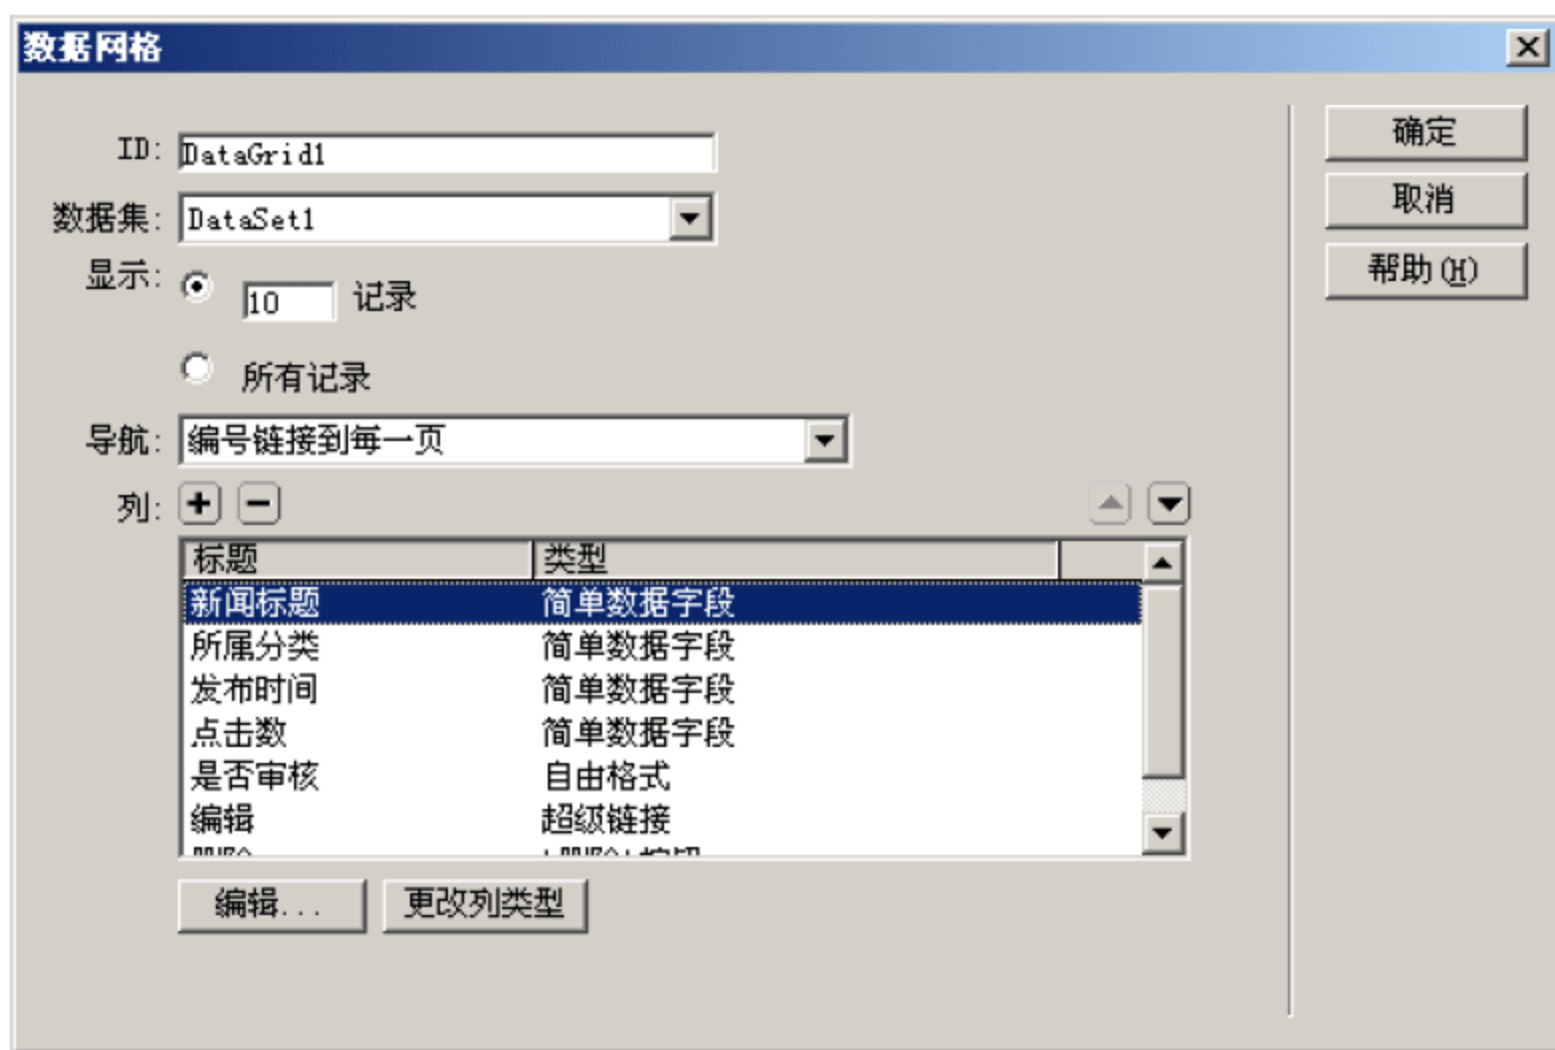 数据网格
ID: DataGrid1
数据集: DataSet1
显示: 10 记录
所有记录
导航: 编号链接到每一页
列:
标题 类型
新闻标题 简单数据字段
所属分类 简单数据字段
发布时间 简单数据字段
点击数 简单数据字段
是否审核 自由格式
编辑 超级链接
编辑... 更改列类型
确定
取消
帮助(H)